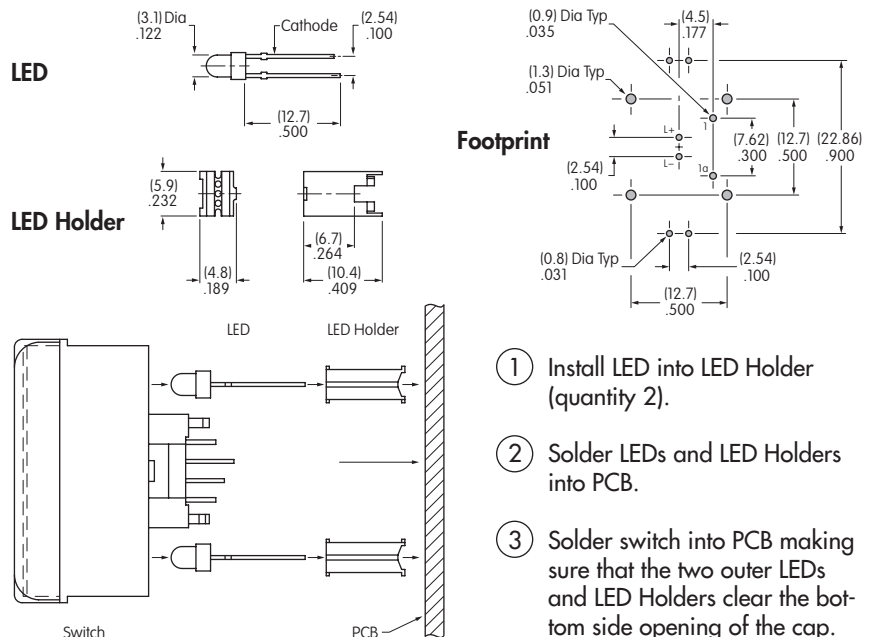 (3.1) Dia
.122
Cathode
(2.54)
.100
LED
(12.7)
.500
(5.9)
.232
LED Holder
(4.8)
.189
(6.7)
.264
(10.4)
.409
(0.9) Dia Typ
.035
(4.5)
.177
(1.3) Dia Typ
.051
Footprint
1
L+
L–
1a
(7.62)
.300
(12.7)
.500
(22.86)
.900
(2.54)
.100
(0.8) Dia Typ
.031
(2.54)
.100
(12.7)
.500
LED
LED Holder
Switch
PCB
1 Install LED into LED Holder
(quantity 2).
2 Solder LEDs and LED Holders
into PCB.
3 Solder switch into PCB making
sure that the two outer LEDs
and LED Holders clear the bot-
tom side opening of the cap.